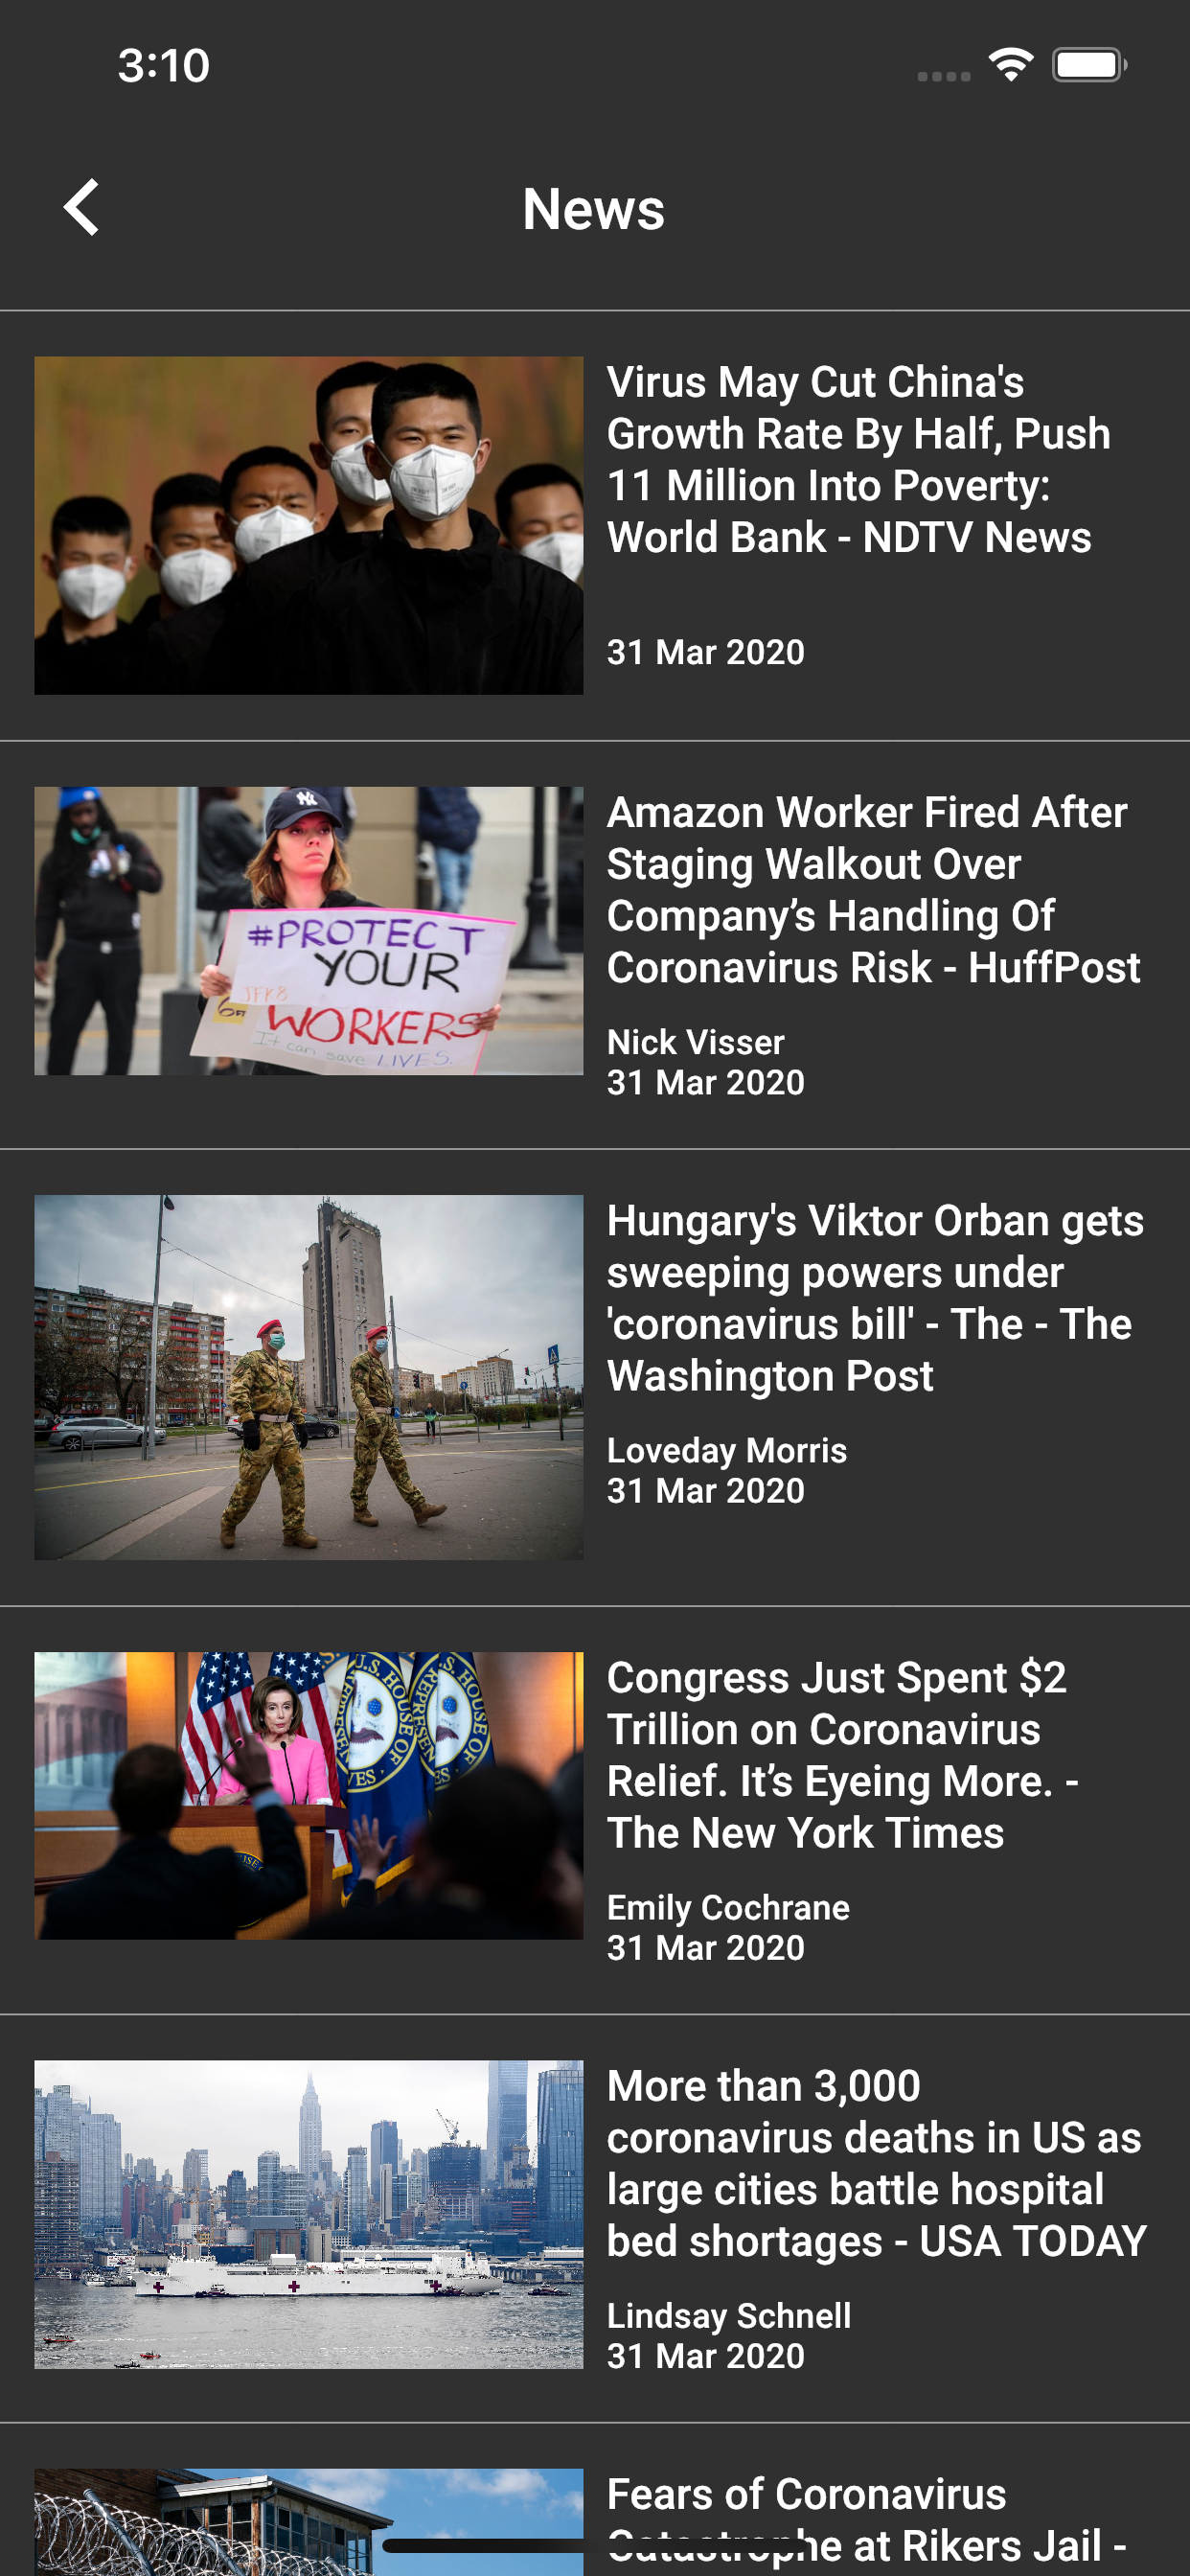 3:10
News
Virus May Cut China's
Growth Rate By Half, Push
11 Million Into Poverty:
World Bank - NDTV News
31 Mar 2020
NY
#PROTECT
YOUR
JFK8
WORKERS
It can save LIVES.
Amazon Worker Fired After
Staging Walkout Over
Company’s Handling Of
Coronavirus Risk - HuffPost
Nick Visser
31 Mar 2020
Hungary's Viktor Orban gets
sweeping powers under
'coronavirus bill' - The - The
Washington Post
Loveday Morris
31 Mar 2020
U.S. HOUSE OF
HOUSE OF
Congress Just Spent $2
Trillion on Coronavirus
Relief. It’s Eyeing More. -
The New York Times
Emily Cochrane
31 Mar 2020
More than 3,000
coronavirus deaths in US as
large cities battle hospital
bed shortages - USA TODAY
Lindsay Schnell
31 Mar 2020
Fears of Coronavirus
Catastrophe at Rikers Jail -